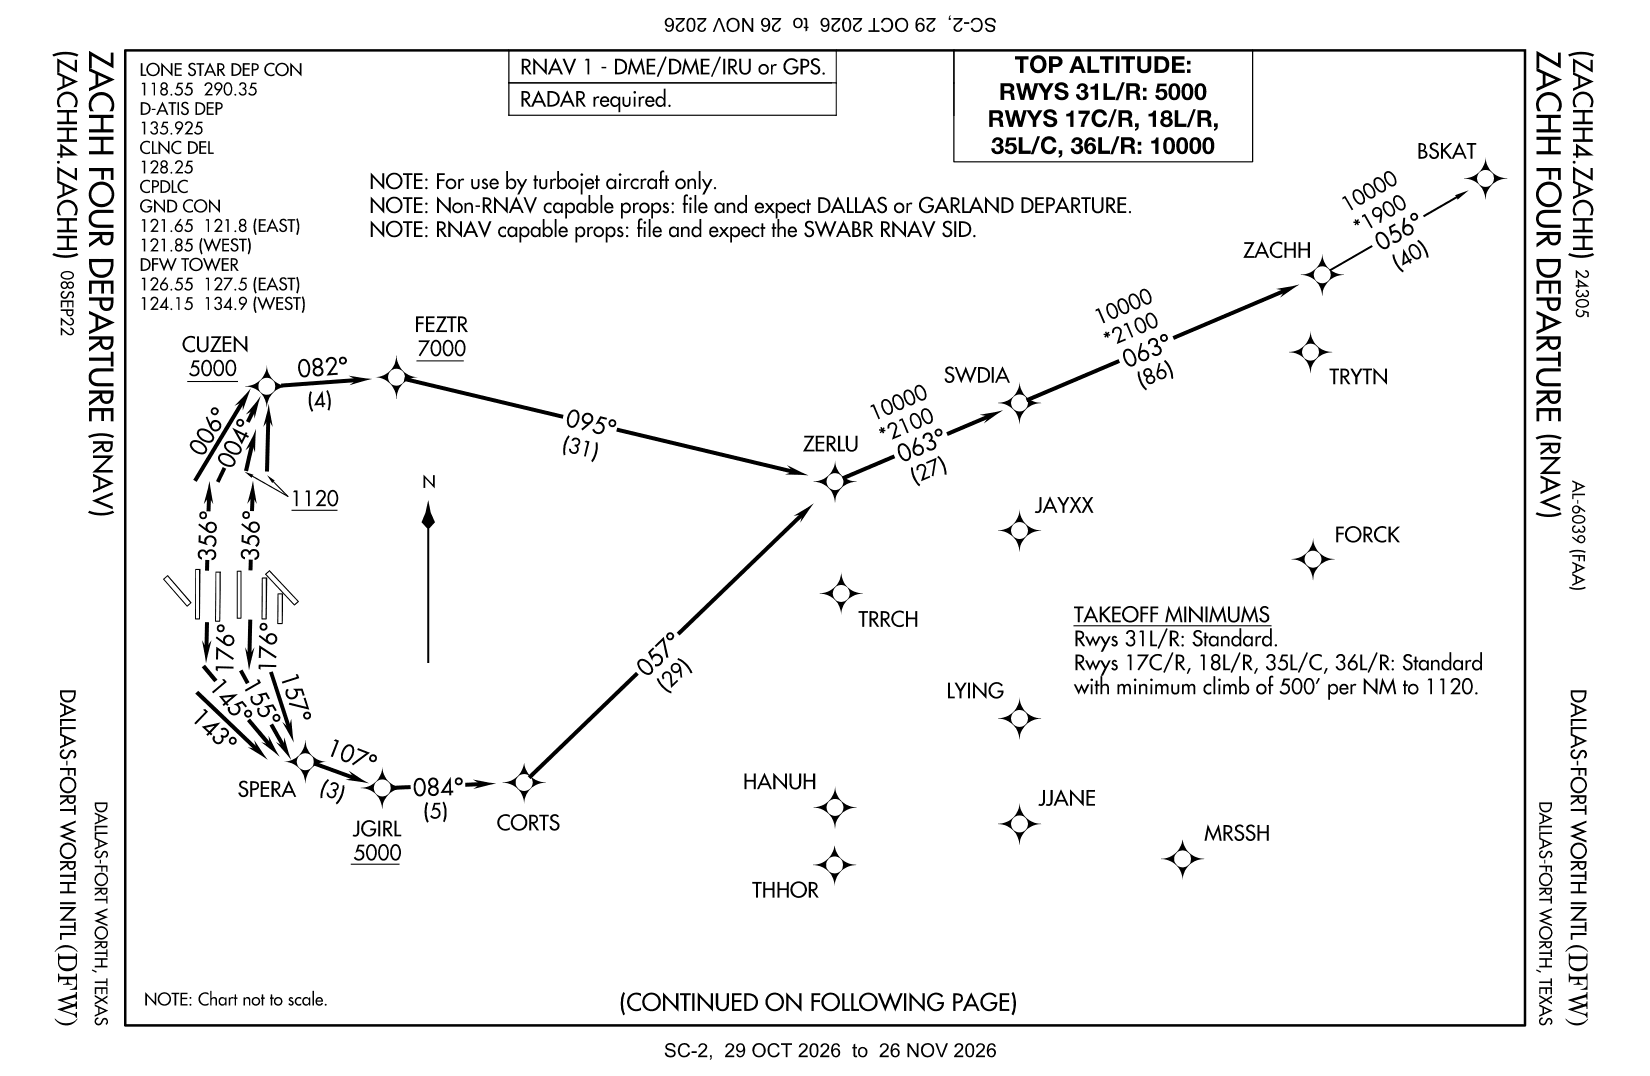 SC-2, 29 OCT 2026 to 26 NOV 2026
(ZACHH4.ZACHH) 08SEP22
ZACHH FOUR DEPARTURE (RNAV)
DALLAS-FORT WORTH INTL (DFW)
DALLAS-FORT WORTH, TEXAS
LONE STAR DEP CON
118.55 290.35
D-ATIS DEP
135.925
CLNC DEL
128.25
CPDLC
GND CON
121.65 121.8 (EAST)
121.85 (WEST)
DFW TOWER
126.55 127.5 (EAST)
124.15 134.9 (WEST)
RNAV 1 - DME/DME/IRU or GPS.
RADAR required.
TOP ALTITUDE:
RWYS 31L/R: 5000
RWYS 17C/R, 18L/R,
35L/C, 36L/R: 10000
NOTE: For use by turbojet aircraft only.
NOTE: Non-RNAV capable props: file and expect DALLAS or GARLAND DEPARTURE.
NOTE: RNAV capable props: file and expect the SWABR RNAV SID.
BSKAT
10000
*1900
056°
(40)
ZACHH
10000
*2100
063°
(86)
TRYTN
SWDIA
10000
*2100
063°
(27)
ZERLU
FEZTR
7000
CUZEN
5000
082°
(4)
095°
(31)
006°
004°
1120
356°
356°
N
JAYXX
FORCK
TRRCH
176°
176°
145°
155°
157°
143°
057°
(29)
TAKEOFF MINIMUMS
Rwys 31L/R: Standard.
Rwys 17C/R, 18L/R, 35L/C, 36L/R: Standard
with minimum climb of 500′ per NM to 1120.
LYING
SPERA
107°
(3)
JGIRL
5000
084°
(5)
CORTS
HANUH
JJANE
THHOR
MRSSH
NOTE: Chart not to scale.
(CONTINUED ON FOLLOWING PAGE)
(ZACHH4.ZACHH) 24305
ZACHH FOUR DEPARTURE (RNAV)
AL-6039 (FAA)
DALLAS-FORT WORTH INTL (DFW)
DALLAS-FORT WORTH, TEXAS
SC-2, 29 OCT 2026 to 26 NOV 2026